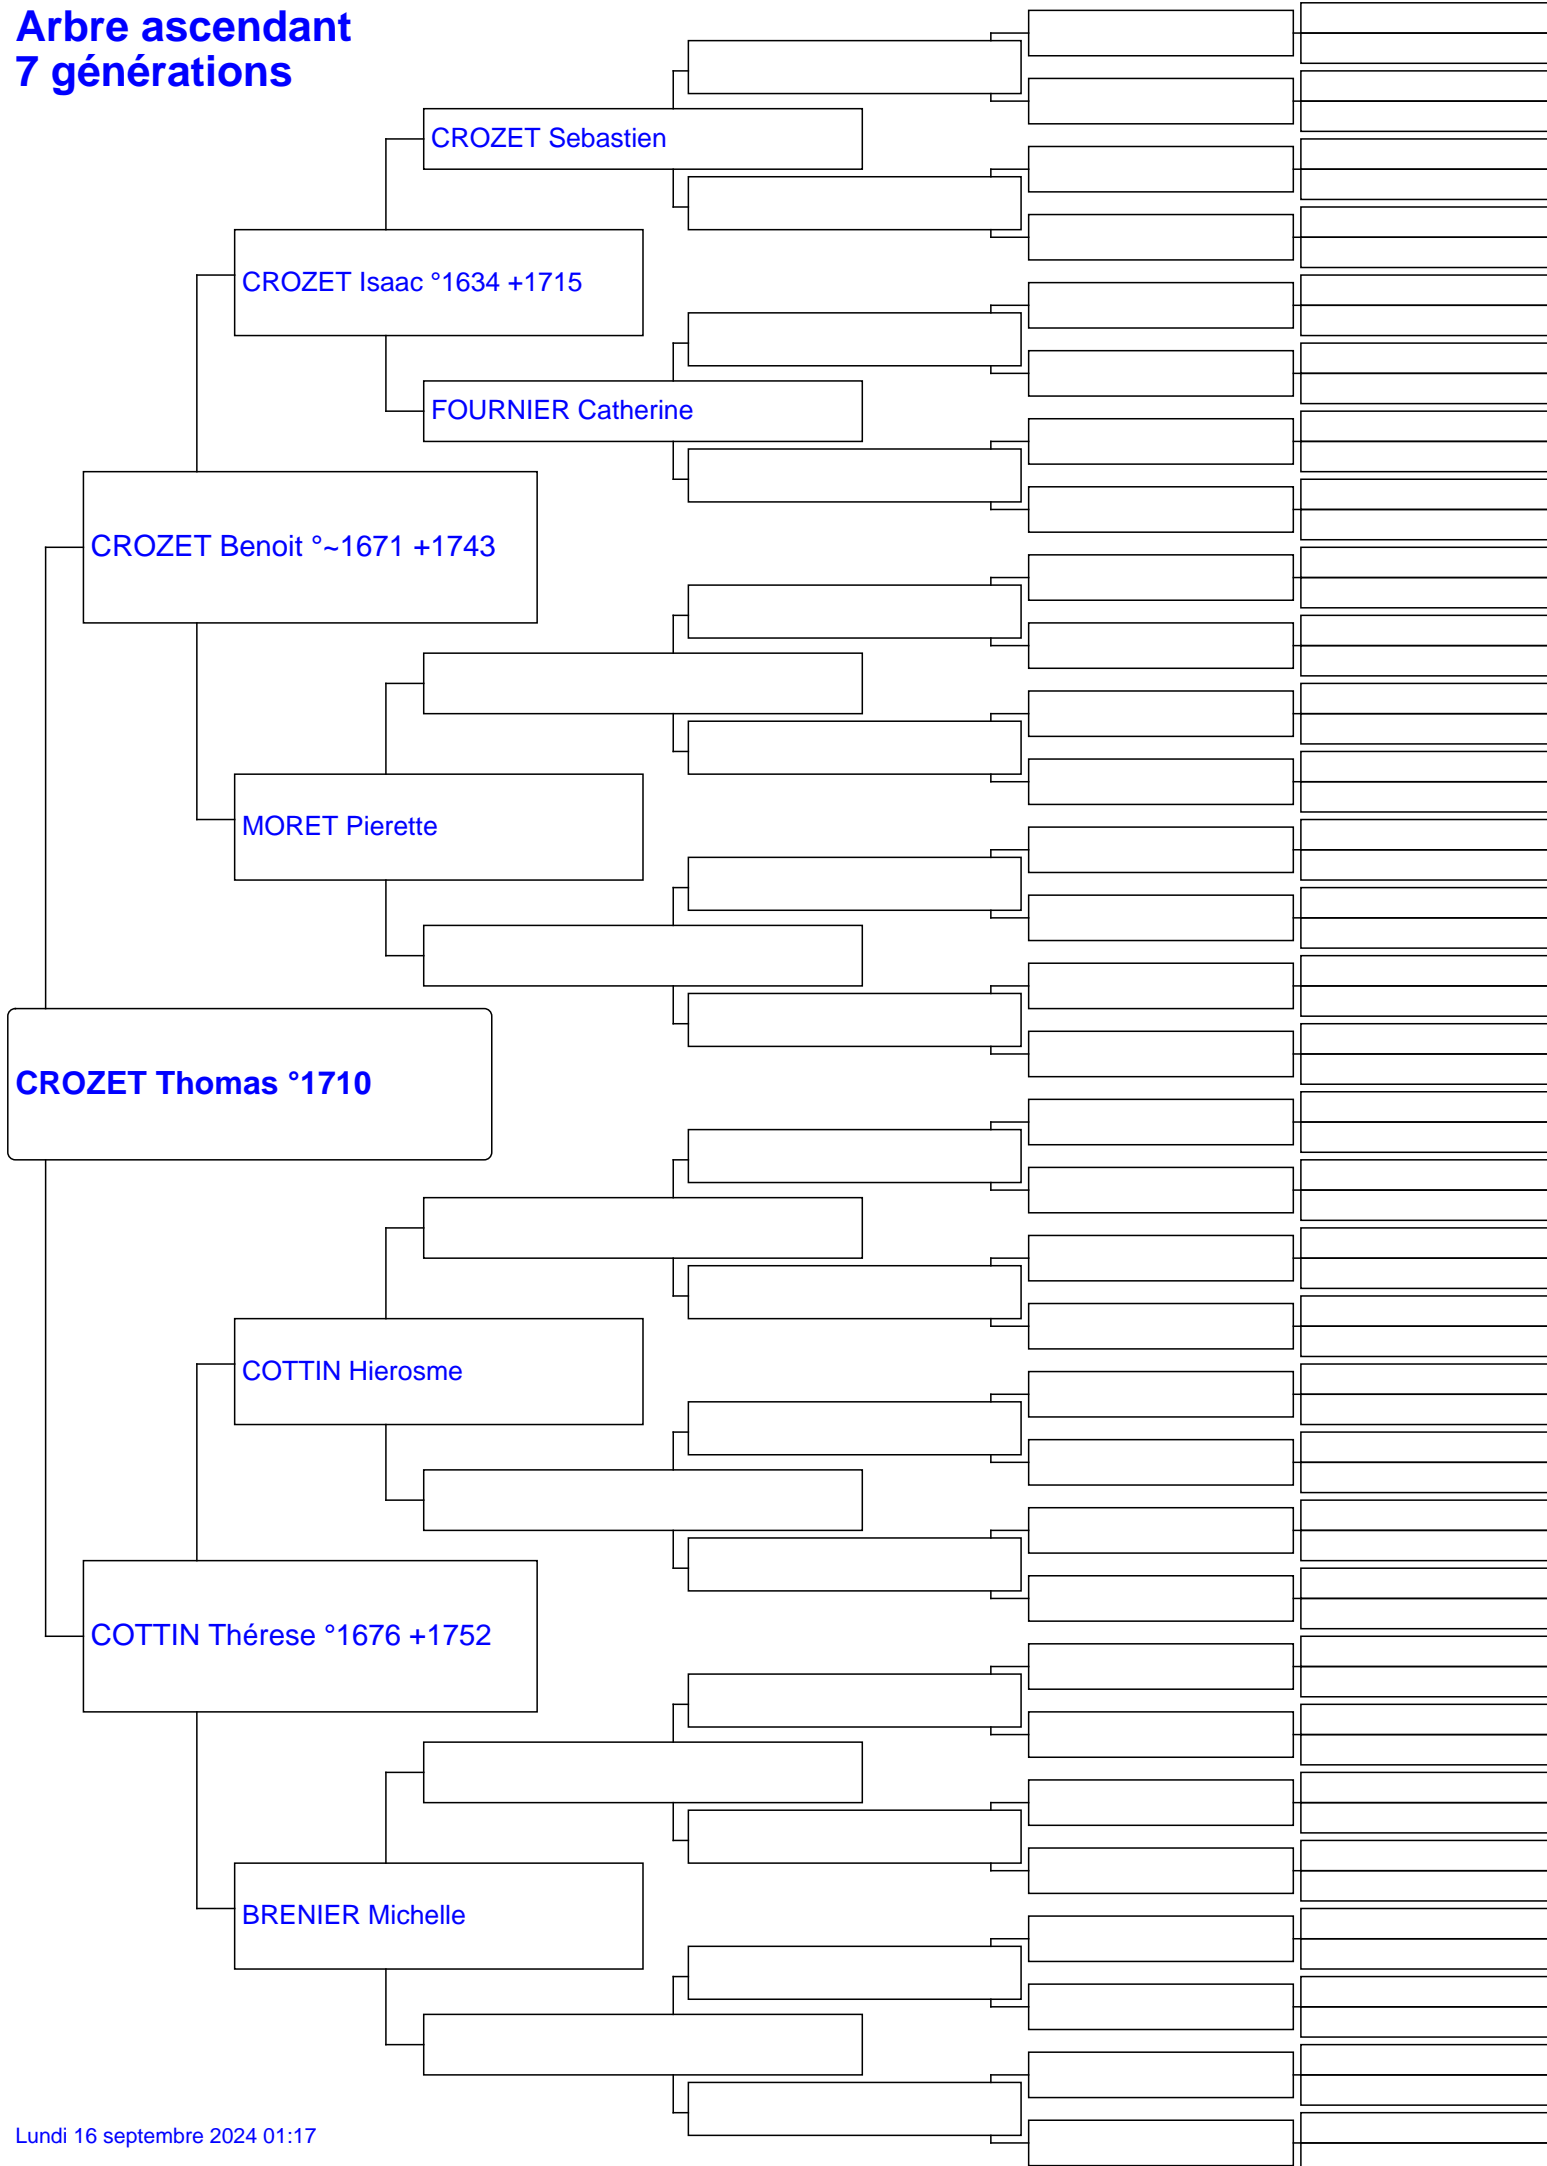 Arbre ascendant
7 générations
CROZET Sebastien
CROZET Isaac °1634 +1715
FOURNIER Catherine
CROZET Benoit °~1671 +1743
MORET Pierette
CROZET Thomas °1710
COTTIN Hierosme
COTTIN Thérese °1676 +1752
BRENIER Michelle
Lundi 16 septembre 2024 01:17